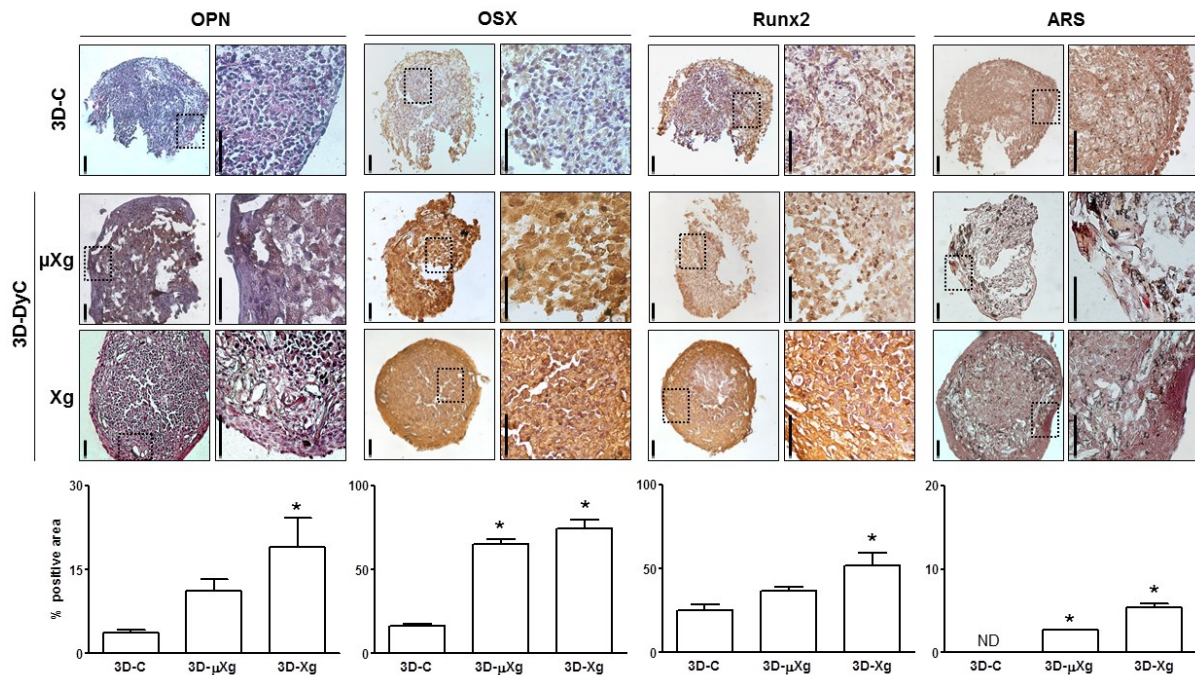 OPN OSX Runx2 ARS
3D-C
3D-DyC
µXg
Xg
% positive area
30
15
0
*
3D-C 3D-µXg 3D-Xg
100
50
0
* *
3D-C 3D-µXg 3D-Xg
100
50
0
*
3D-C 3D-µXg 3D-Xg
20
10
0
ND * *
3D-C 3D-µXg 3D-Xg